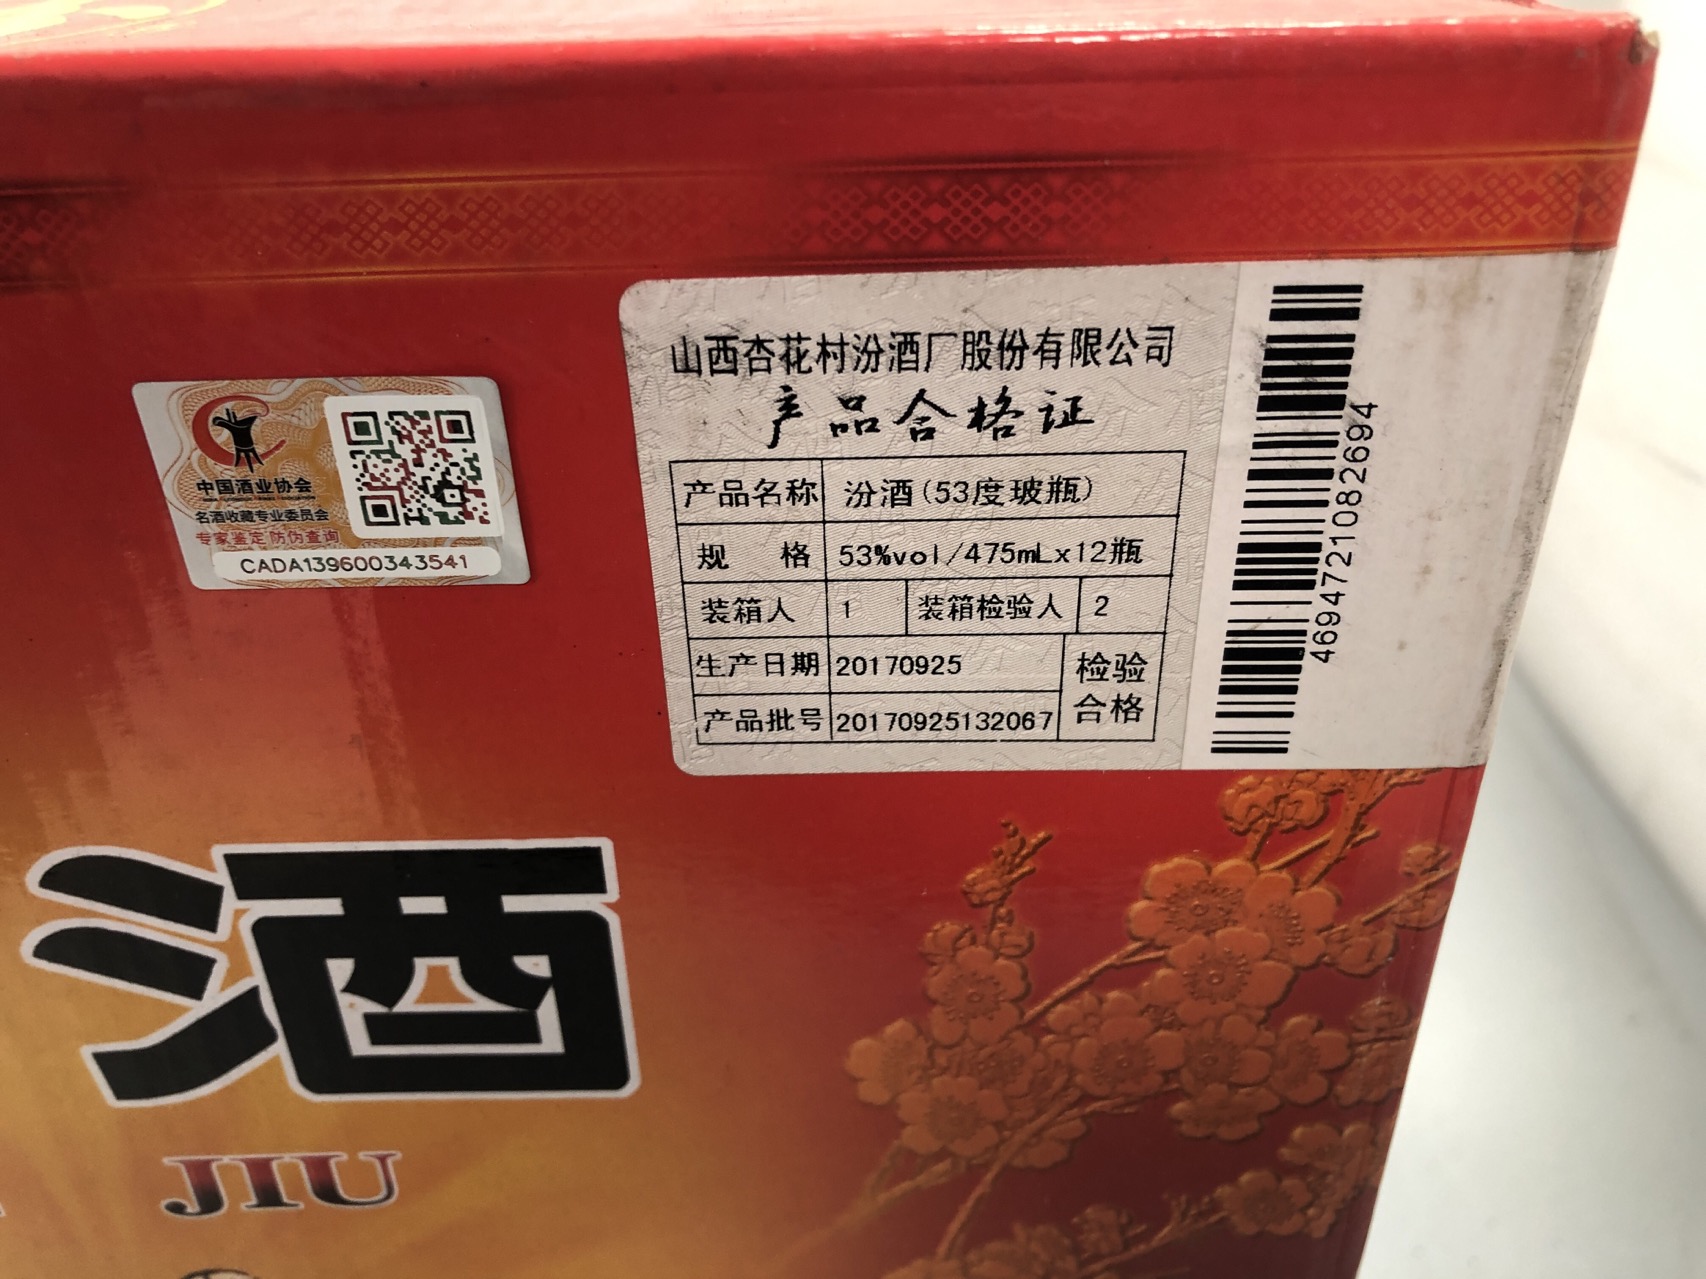 中国酒业协会
名酒收藏专业委员会
专家鉴定 防伪查询
CADA139600343541
山西杏花村汾酒厂股份有限公司
产品合格证
产品名称 汾酒(53度玻瓶)
规 格 53%vol/475mLx12瓶
装箱人 1 装箱检验人 2
生产日期 20170925 检验
产品批号 20170925132067 合格
4694721082694
酒
JIU